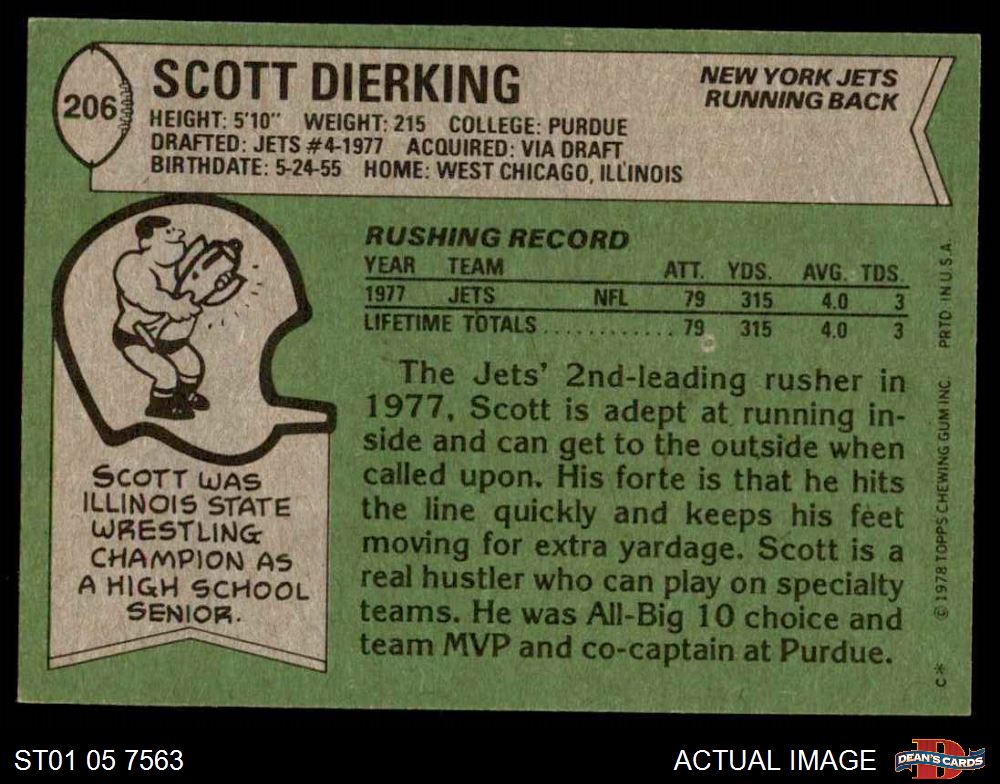 206
SCOTT DIERKING
NEW YORK JETS
RUNNING BACK
HEIGHT: 5'10" WEIGHT: 215 COLLEGE: PURDUE
DRAFTED: JETS #4-1977 ACQUIRED: VIA DRAFT
BIRTHDATE: 5-24-55 HOME: WEST CHICAGO, ILLINOIS
RUSHING RECORD
YEAR TEAM ATT. YDS. AVG. TDS.
1977 JETS NFL 79 315 4.0 3
LIFETIME TOTALS............ 79 315 4.0 3
The Jets' 2nd-leading rusher in
1977, Scott is adept at running in-
side and can get to the outside when
called upon. His forte is that he hits
the line quickly and keeps his feet
moving for extra yardage. Scott is a
real hustler who can play on specialty
teams. He was All-Big 10 choice and
team MVP and co-captain at Purdue.
SCOTT WAS
ILLINOIS STATE
WRESTLING
CHAMPION AS
A HIGH SCHOOL
SENIOR.
C* © 1978 TOPPS CHEWING GUM INC. PRTD. IN U.S.A.
ST01 05 7563
ACTUAL IMAGE
D
DEAN'S CARDS